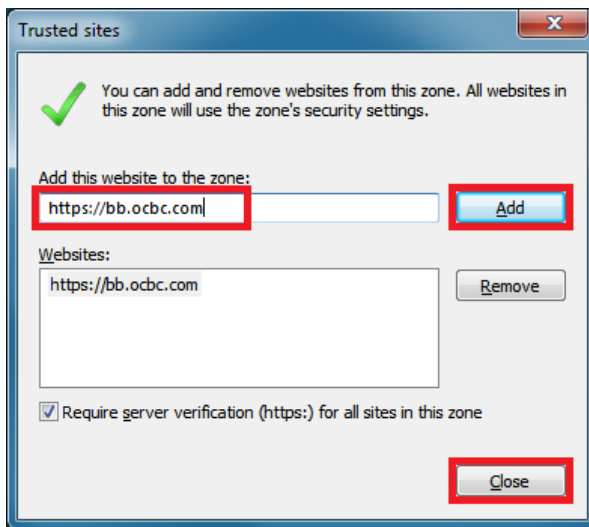 Trusted sites
You can add and remove websites from this zone. All websites in
this zone will use the zone's security settings.
Add this website to the zone:
https://bb.ocbc.com
Add
Websites:
https://bb.ocbc.com
Remove
Require server verification (https:) for all sites in this zone
Close